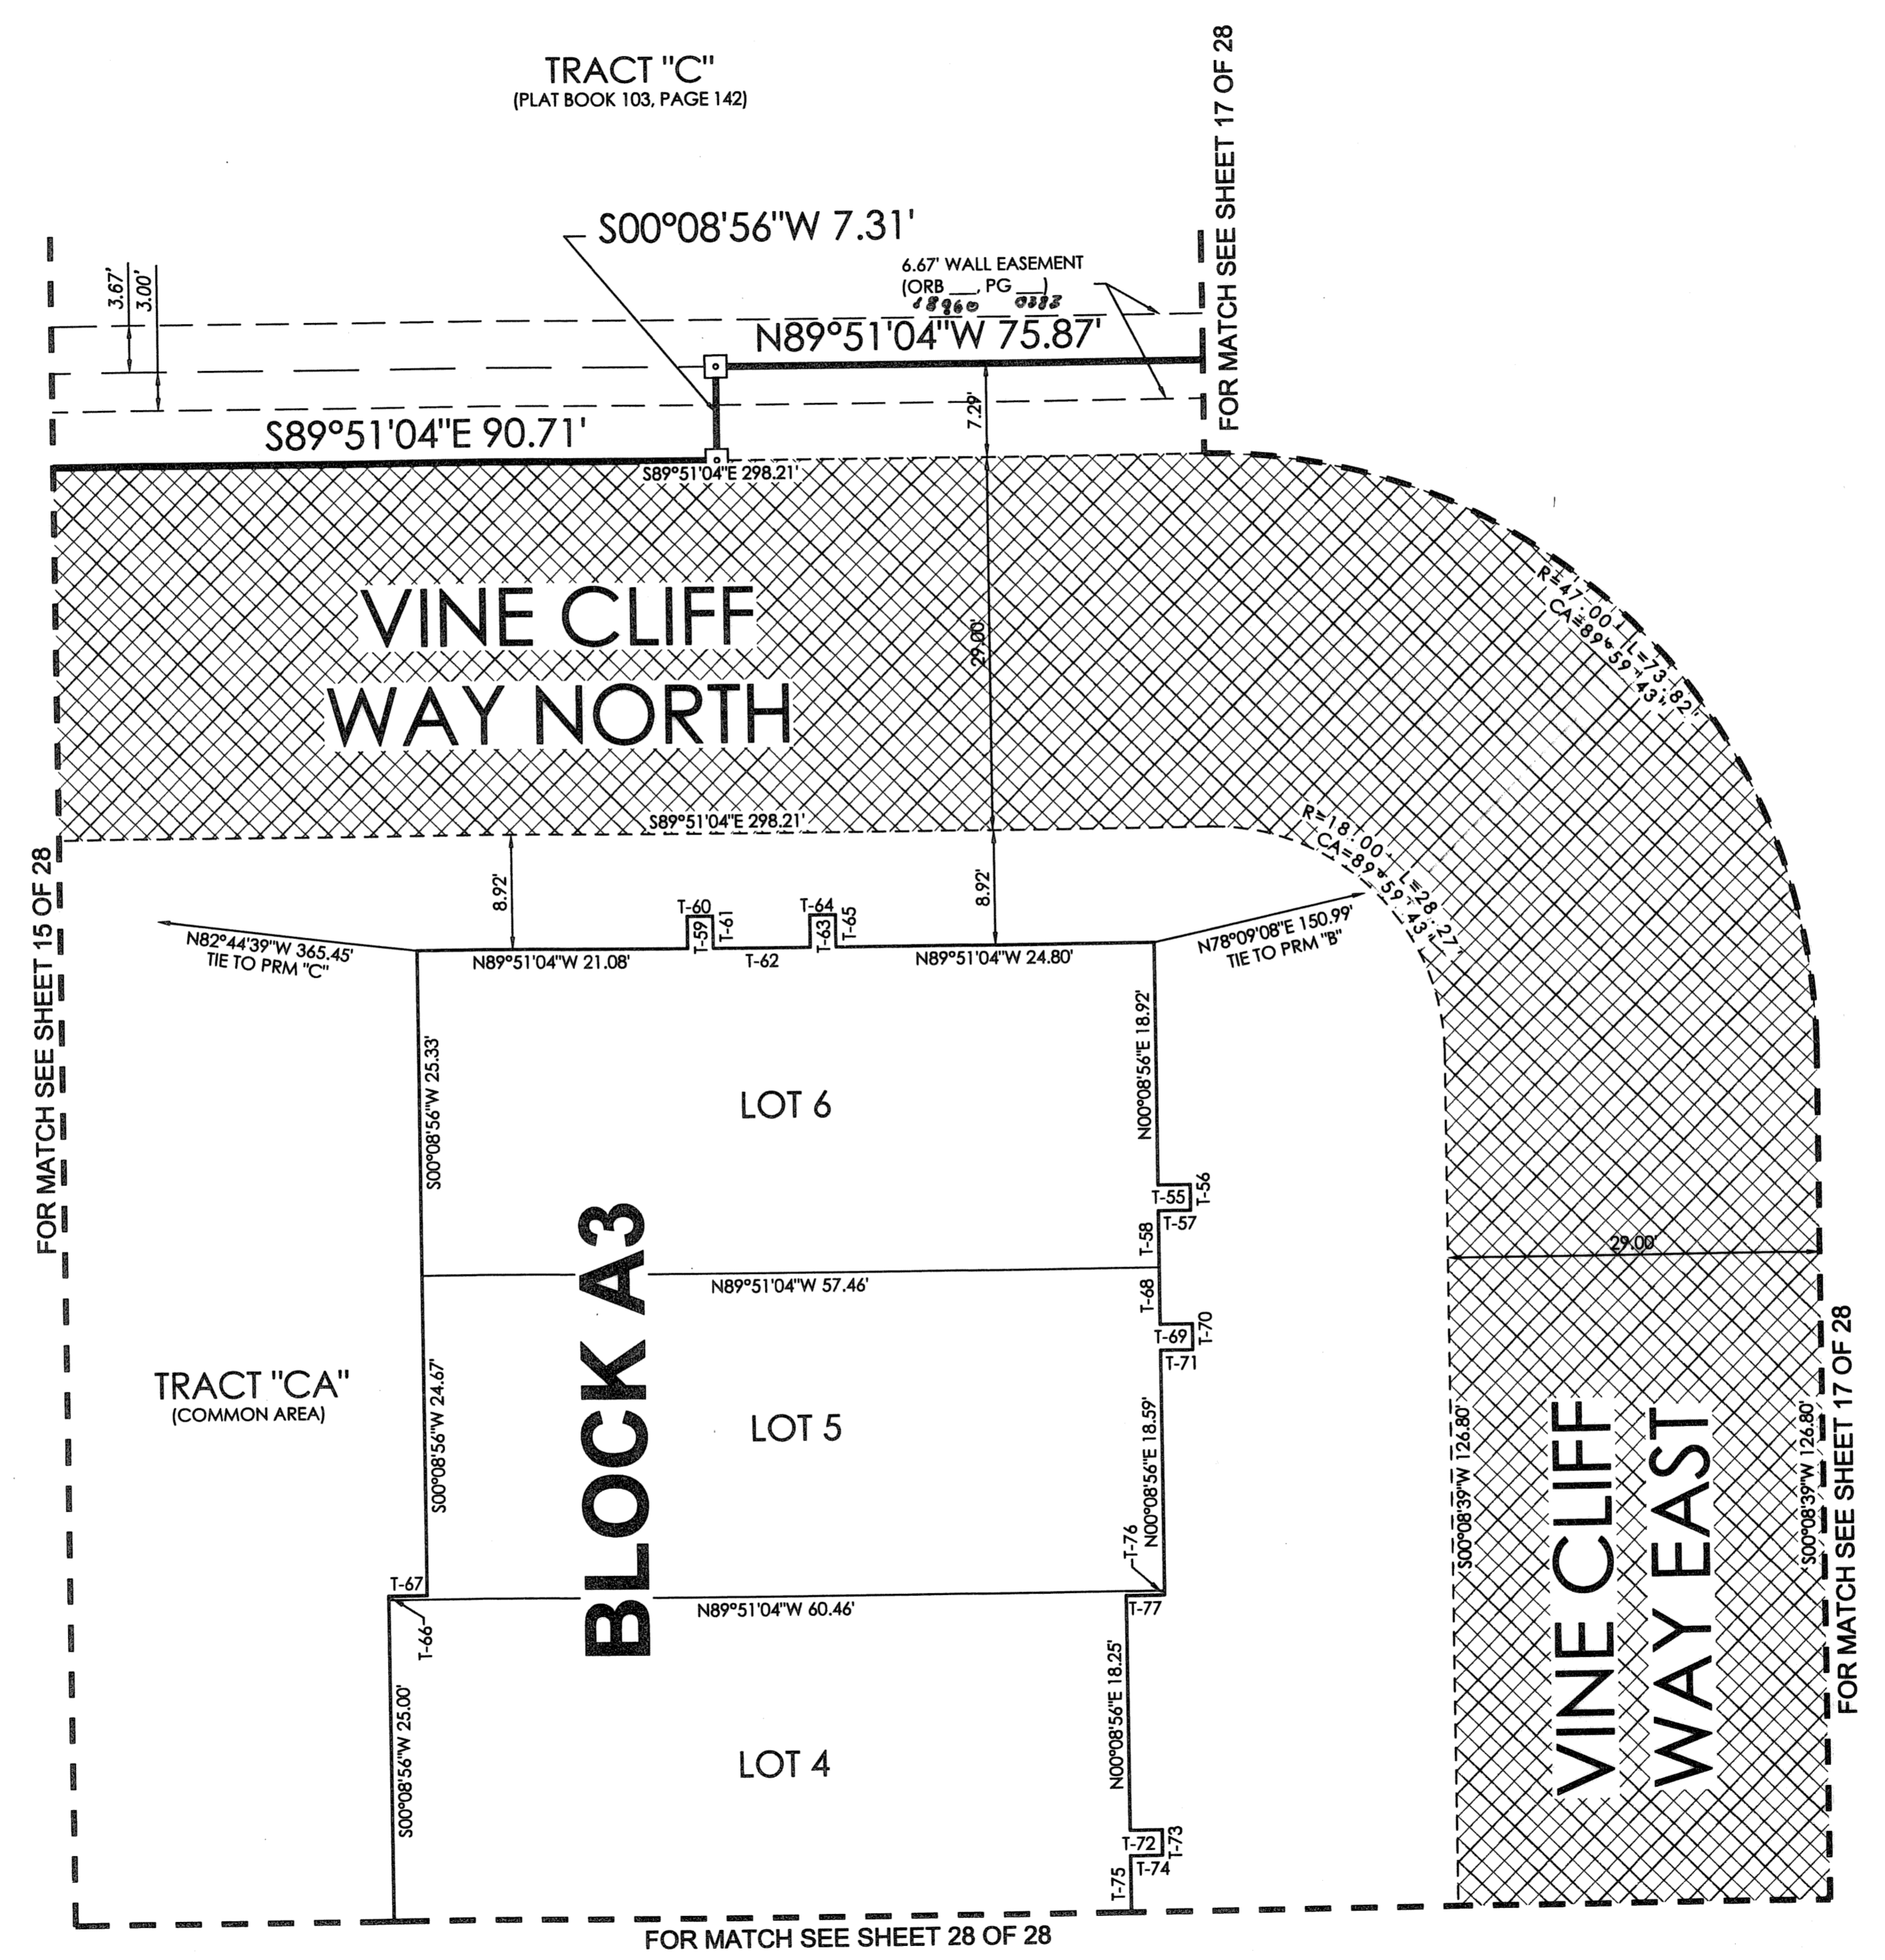 TRACT "C"
(PLAT BOOK 103, PAGE 142)
FOR MATCH SEE SHEET 17 OF 28
S00°08'56"W 7.31'
3.67'
3.00'
6.67' WALL EASEMENT
(ORB ___, PG ___)
18960 0383
N89°51'04"W 75.87'
7.29'
S89°51'04"E 90.71'
S89°51'04"E 298.21'
VINE CLIFF
WAY NORTH
29.00'
R=47.00' L=73.82'
CA=89°59'43"
S89°51'04"E 298.21'
R=18.00' L=28.27'
CA=89°59'43"
FOR MATCH SEE SHEET 15 OF 28
8.92'
8.92'
N82°44'39"W 365.45'
TIE TO PRM "C"
T-60
T-59
T-61
T-64
T-63
T-65
N89°51'04"W 21.08'
T-62
N89°51'04"W 24.80'
N78°09'08"E 150.99'
TIE TO PRM "B"
S00°08'56"W 25.33'
N00°08'56"E 18.92'
LOT 6
T-55
T-56
T-57
T-58
29.00'
BLOCK A3
N89°51'04"W 57.46'
T-68
T-69
T-70
T-71
TRACT "CA"
(COMMON AREA)
S00°08'56"W 24.67'
LOT 5
N00°08'56"E 18.59'
S00°08'39"W 126.80'
VINE CLIFF
WAY EAST
S00°08'39"W 126.80'
FOR MATCH SEE SHEET 17 OF 28
T-76
T-67
T-66
N89°51'04"W 60.46'
T-77
S00°08'56"W 25.00'
LOT 4
N00°08'56"E 18.25'
T-72
T-73
T-74
T-75
FOR MATCH SEE SHEET 28 OF 28